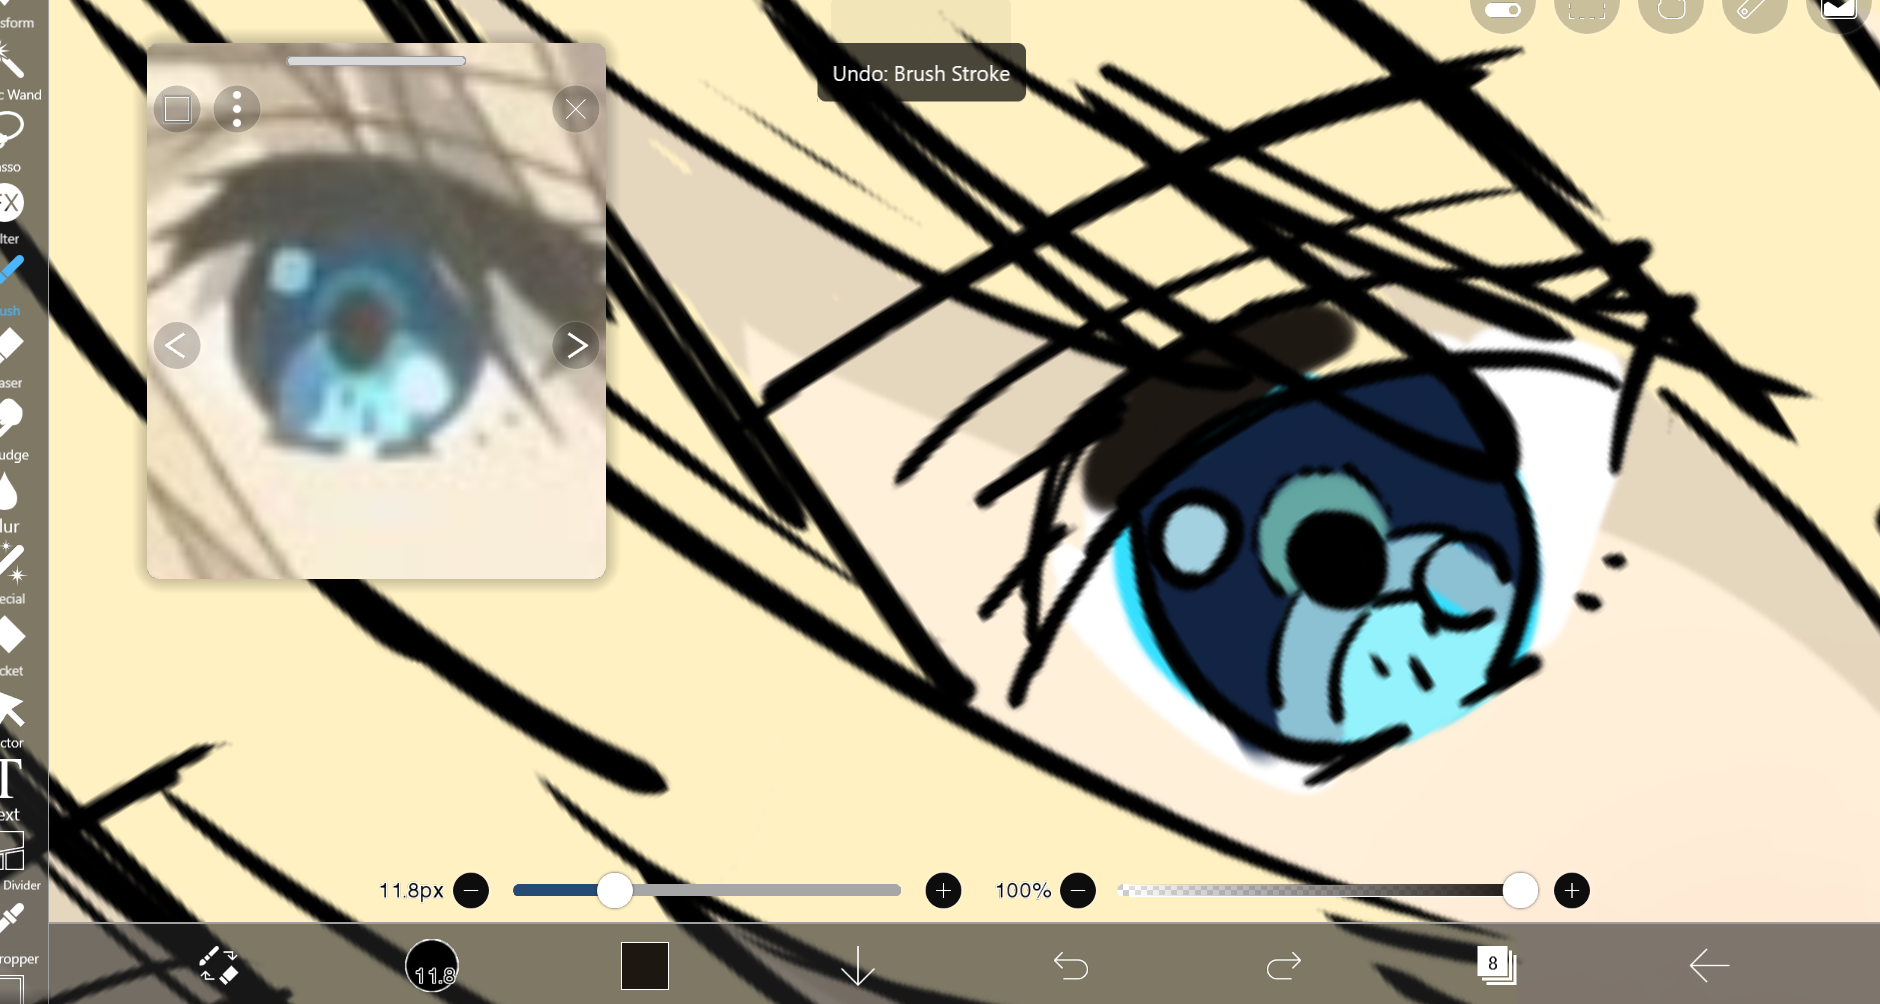 sform
c Wand
sso
FX
lter
ush
aser
udge
lur
ecial
cket
ctor
T
ext
Divider
ropper
Undo: Brush Stroke
11.8px
100%
11.8
8